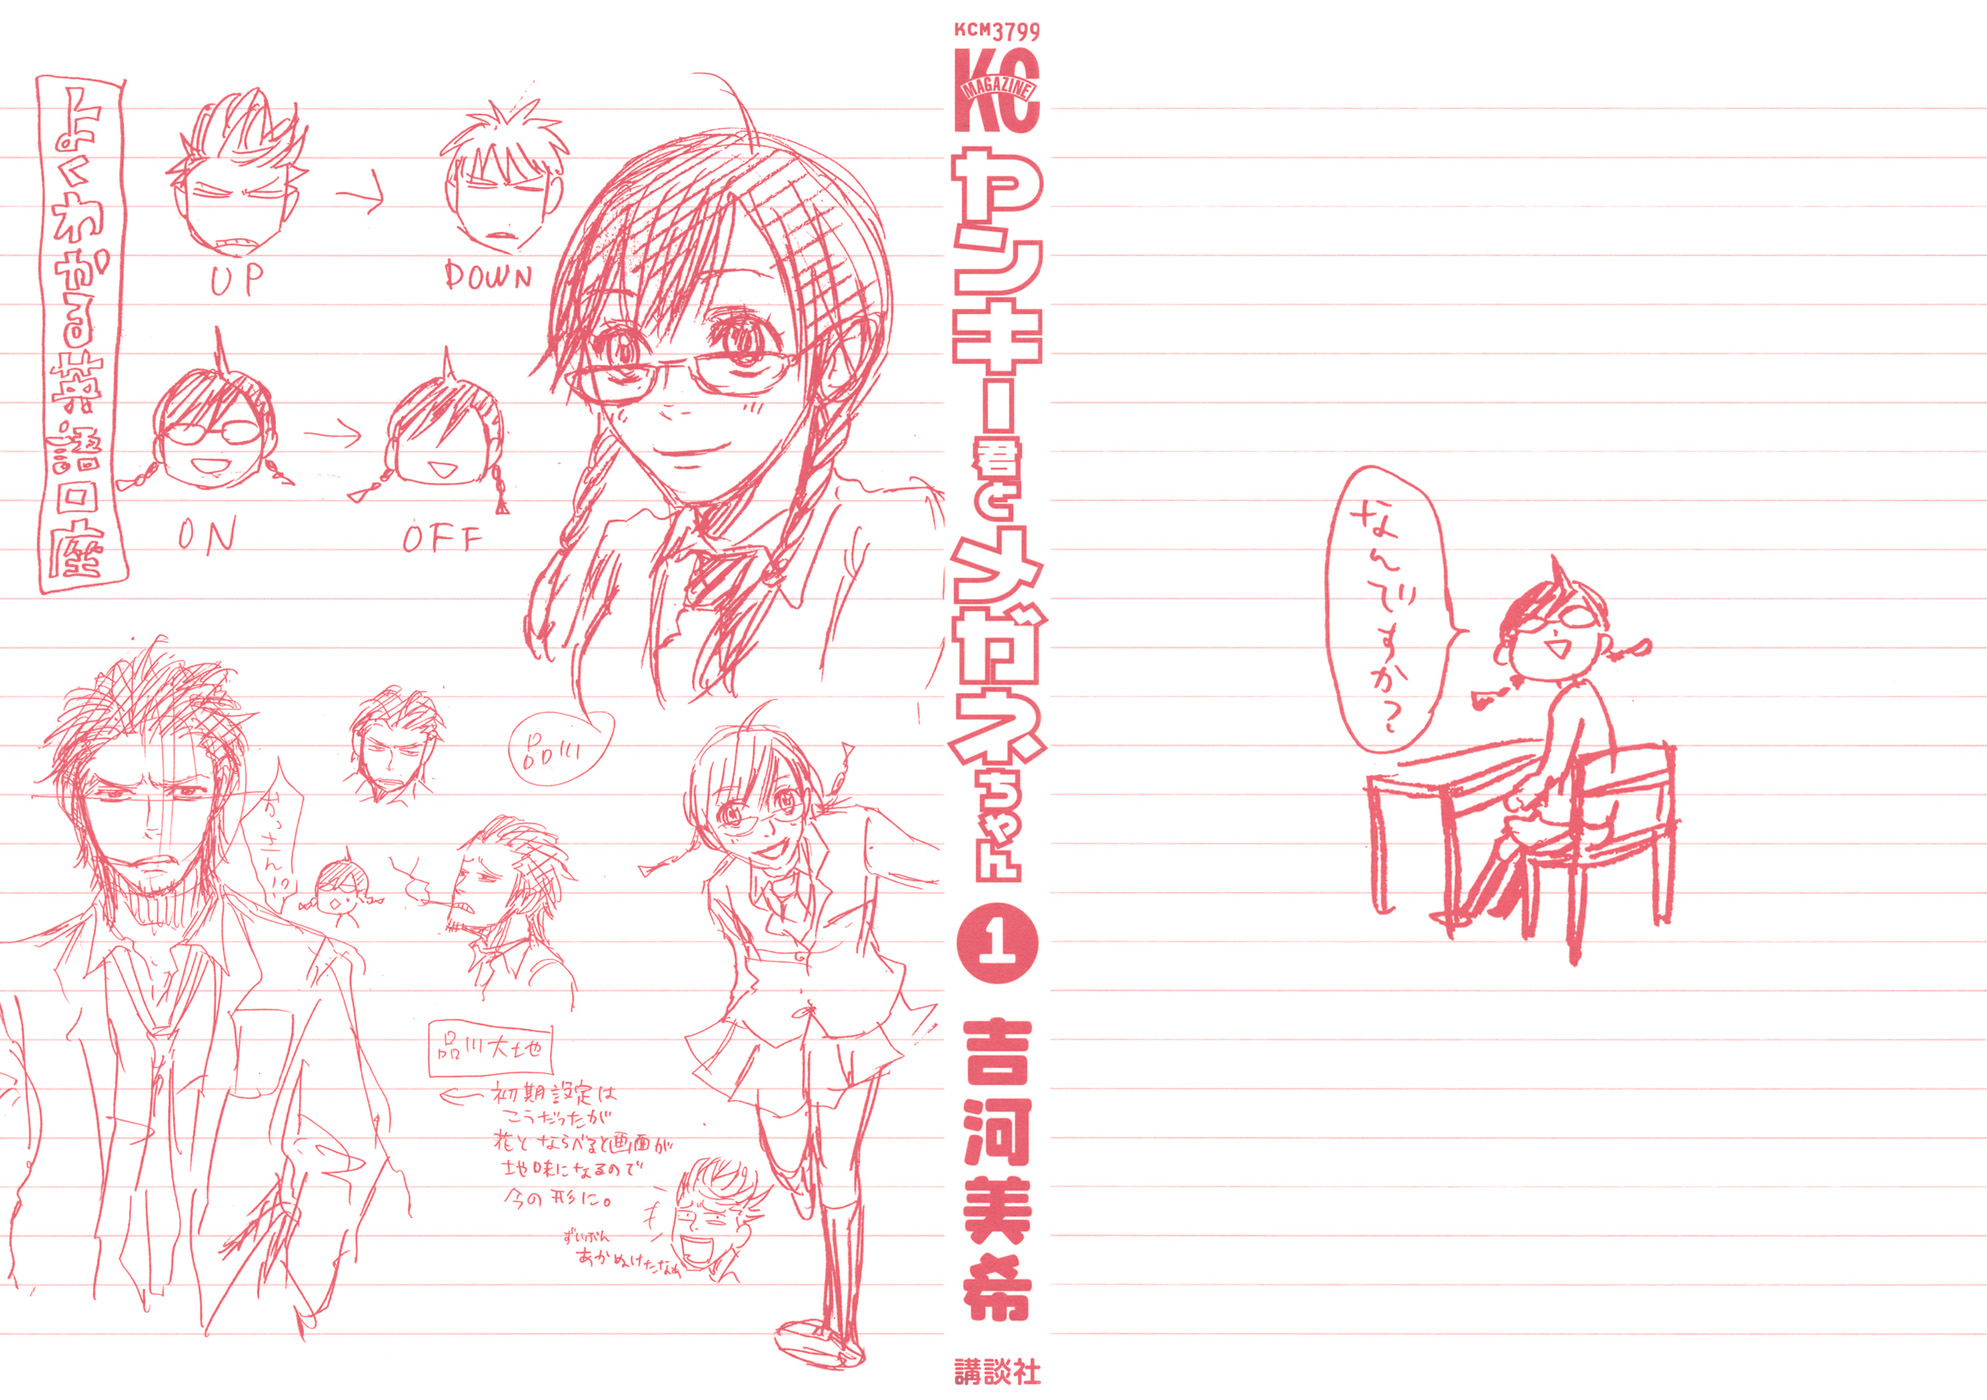 よくわかる英語口座
UP
DOWN
ON
OFF
品川
おっさん!?
品川大地
← 初期設定は
こうだったが
花とならべると画面が
地味になるので
今の形に。
ずいぶん
あかぬけたなぁ
KCM3799
KC
MAGAZINE
ヤンキー君とメガネちゃん
1
吉河美希
講談社
なんですか?